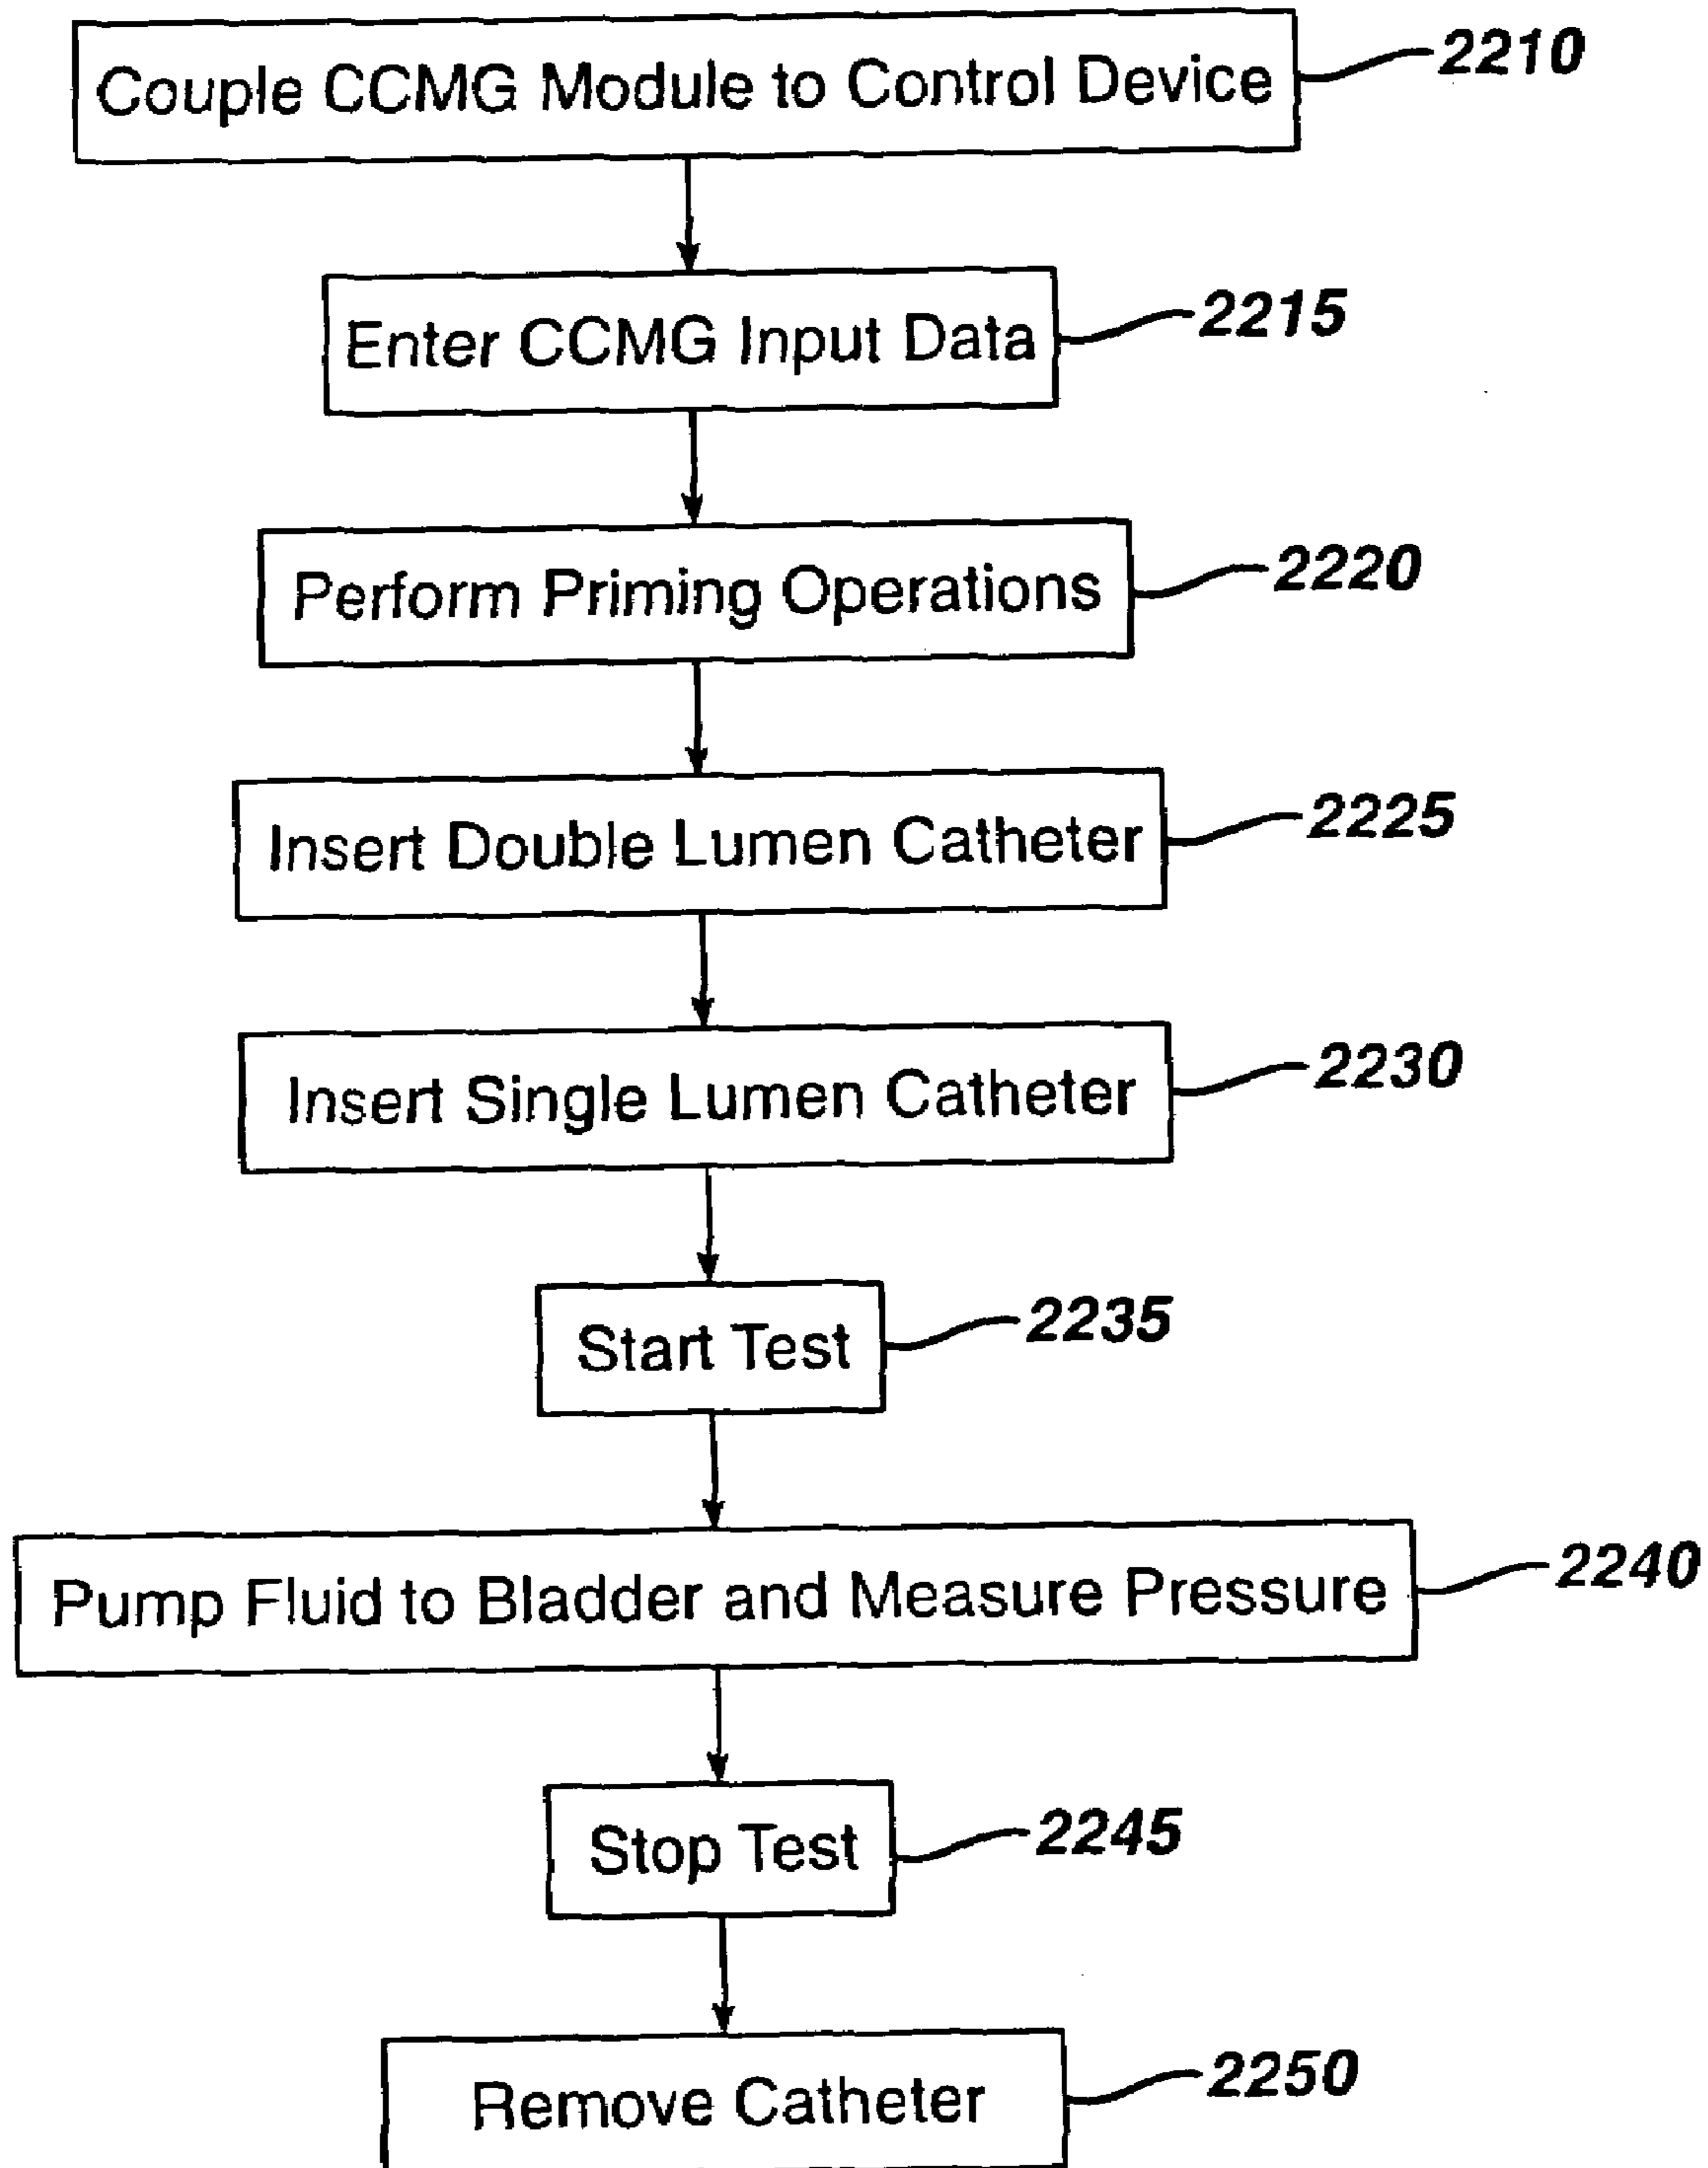 Couple CCMG Module to Control Device 2210
Enter CCMG Input Data 2215
Perform Priming Operations 2220
Insert Double Lumen Catheter 2225
Insert Single Lumen Catheter 2230
Start Test 2235
Pump Fluid to Bladder and Measure Pressure 2240
Stop Test 2245
Remove Catheter 2250